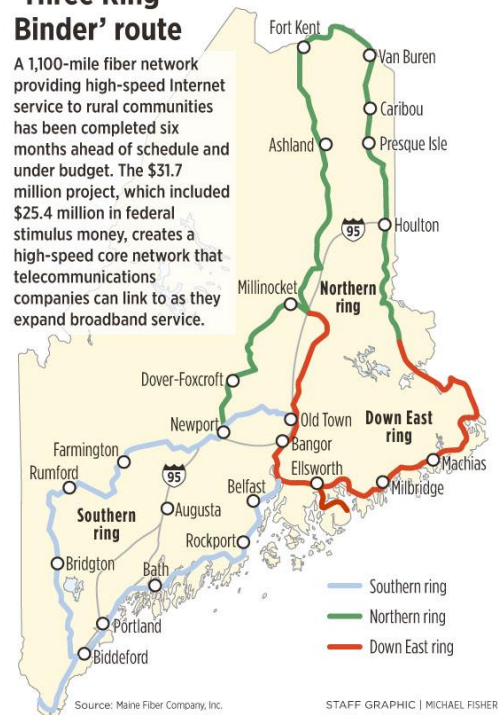 'Three Ring
Binder' route
A 1,100-mile fiber network
providing high-speed Internet
service to rural communities
has been completed six
months ahead of schedule and
under budget. The $31.7
million project, which included
$25.4 million in federal
stimulus money, creates a
high-speed core network that
telecommunications
companies can link to as they
expand broadband service.
Fort Kent
Van Buren
Caribou
Ashland
Presque Isle
Houlton
95
Millinocket
Northern
ring
Dover-Foxcroft
Newport
Old Town
Down East
ring
Bangor
Farmington
Ellsworth
Machias
Rumford
95
Belfast
Milbridge
Augusta
Southern
ring
Rockport
Bridgton
Bath
Portland
Biddeford
Southern ring
Northern ring
Down East ring
Source: Maine Fiber Company, Inc.
STAFF GRAPHIC | MICHAEL FISHER